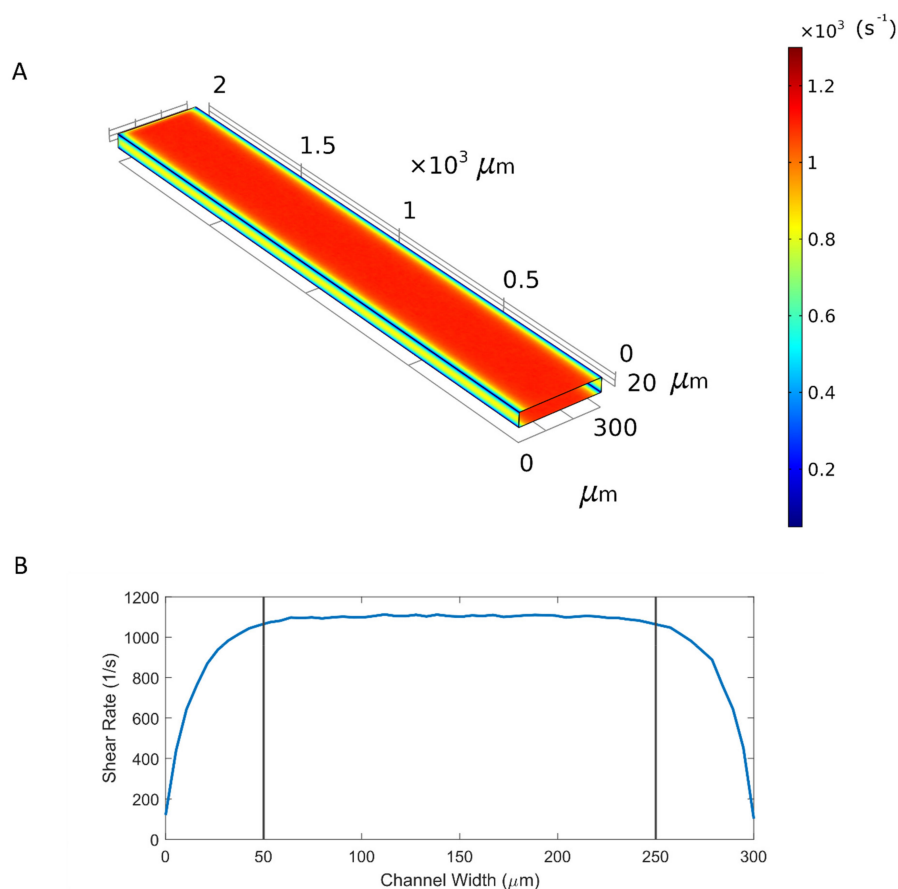 ×10³ (s⁻¹)
A
2
1.5
×10³ μm
1
0.5
0
20 μm
300
0
μm
1.2
1
0.8
0.6
0.4
0.2
B
1200
1000
800
600
400
200
0
Shear Rate (1/s)
0 50 100 150 200 250 300
Channel Width (μm)